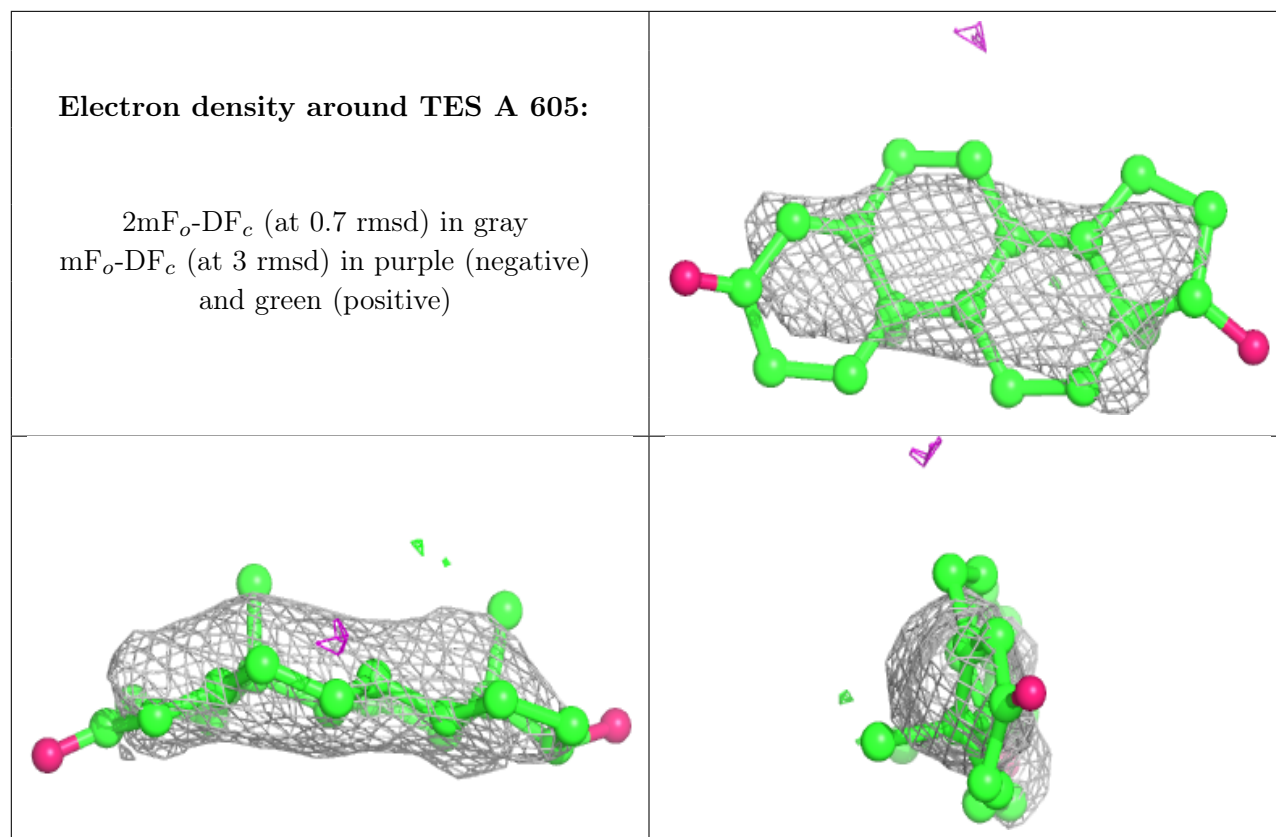 Electron density around TES A 605:
2mFo-DFc (at 0.7 rmsd) in gray
mFo-DFc (at 3 rmsd) in purple (negative)
and green (positive)